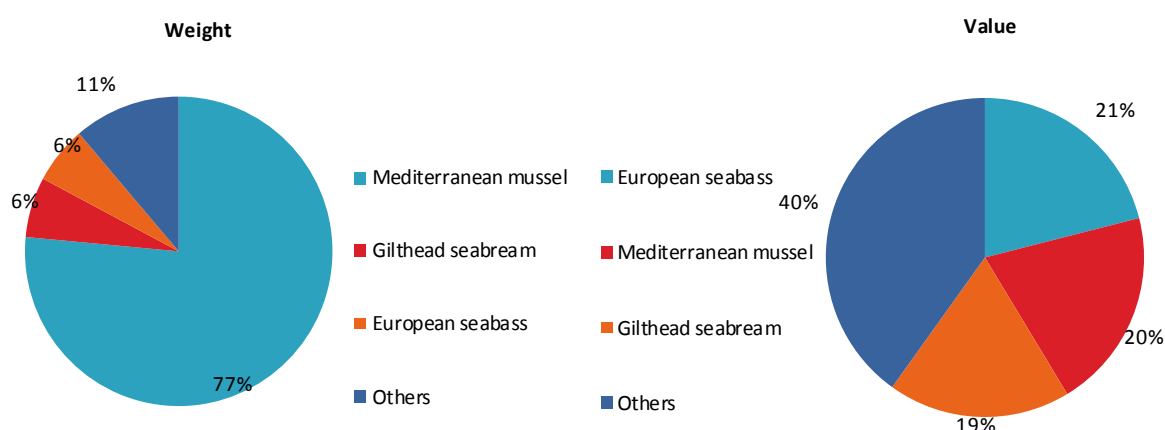 Weight
11%
6%
6%
77%
Mediterranean mussel
Gilthead seabream
European seabass
Others
Value
European seabass
Mediterranean mussel
Gilthead seabream
Others
21%
40%
20%
19%